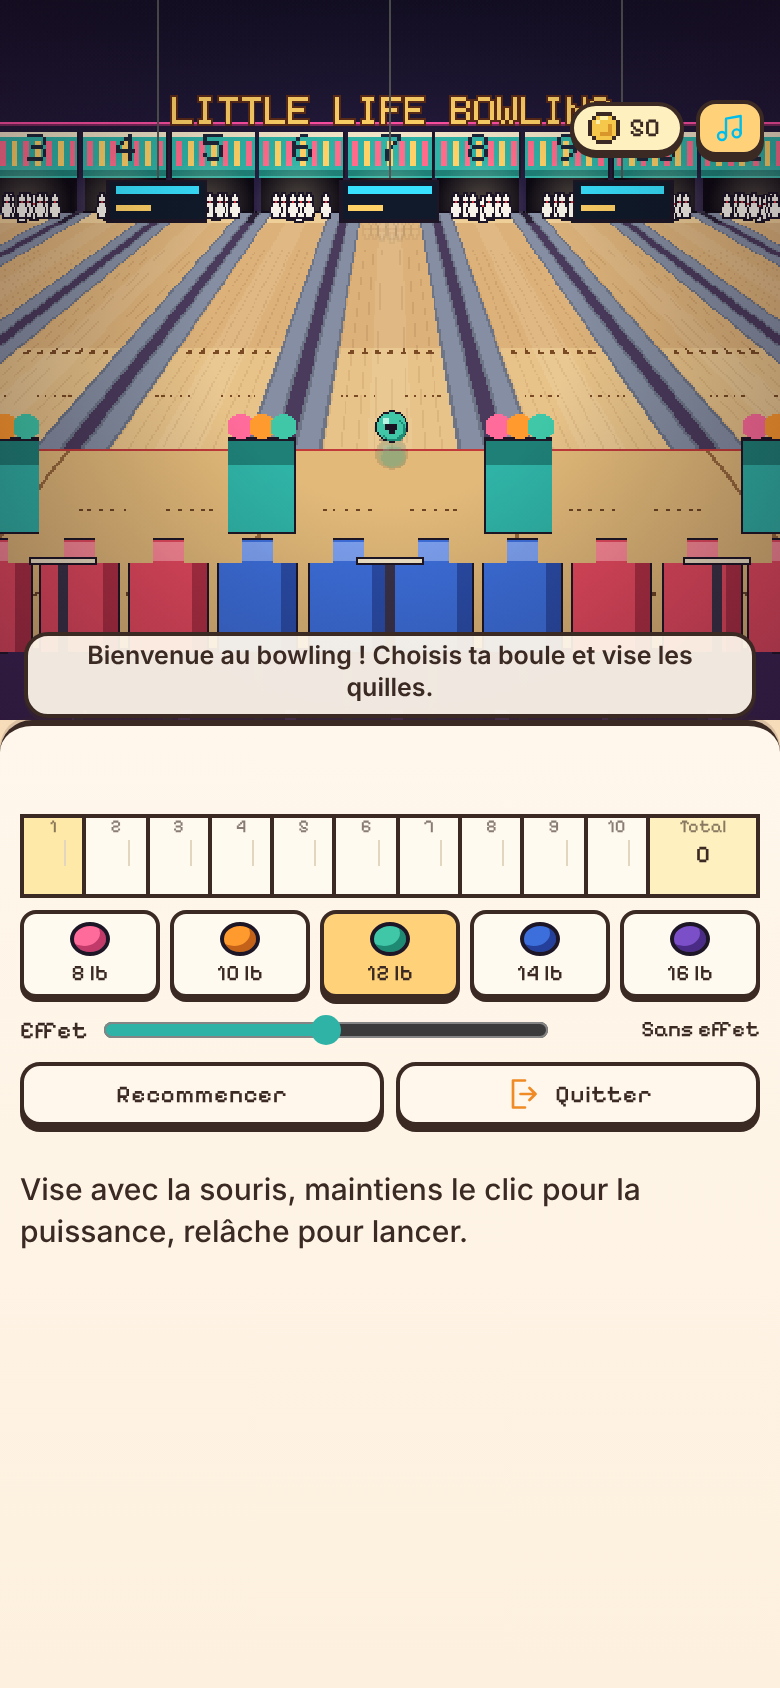 LITTLE LIFE BOWLING
50
3 4 5 6 7 8 9
Bienvenue au bowling ! Choisis ta boule et vise les
quilles.
1 2 3 4 5 6 7 8 9 10 Total
0
8 lb 10 lb 12 lb 14 lb 16 lb
Effet Sans effet
Recommencer Quitter
Vise avec la souris, maintiens le clic pour la
puissance, relâche pour lancer.